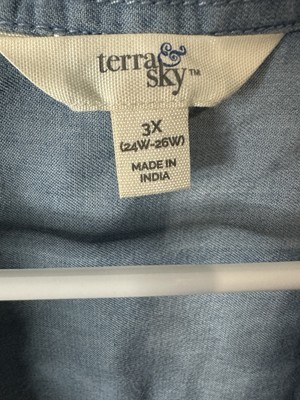 terra &
sky™
3X
(24W-26W)
MADE IN
INDIA